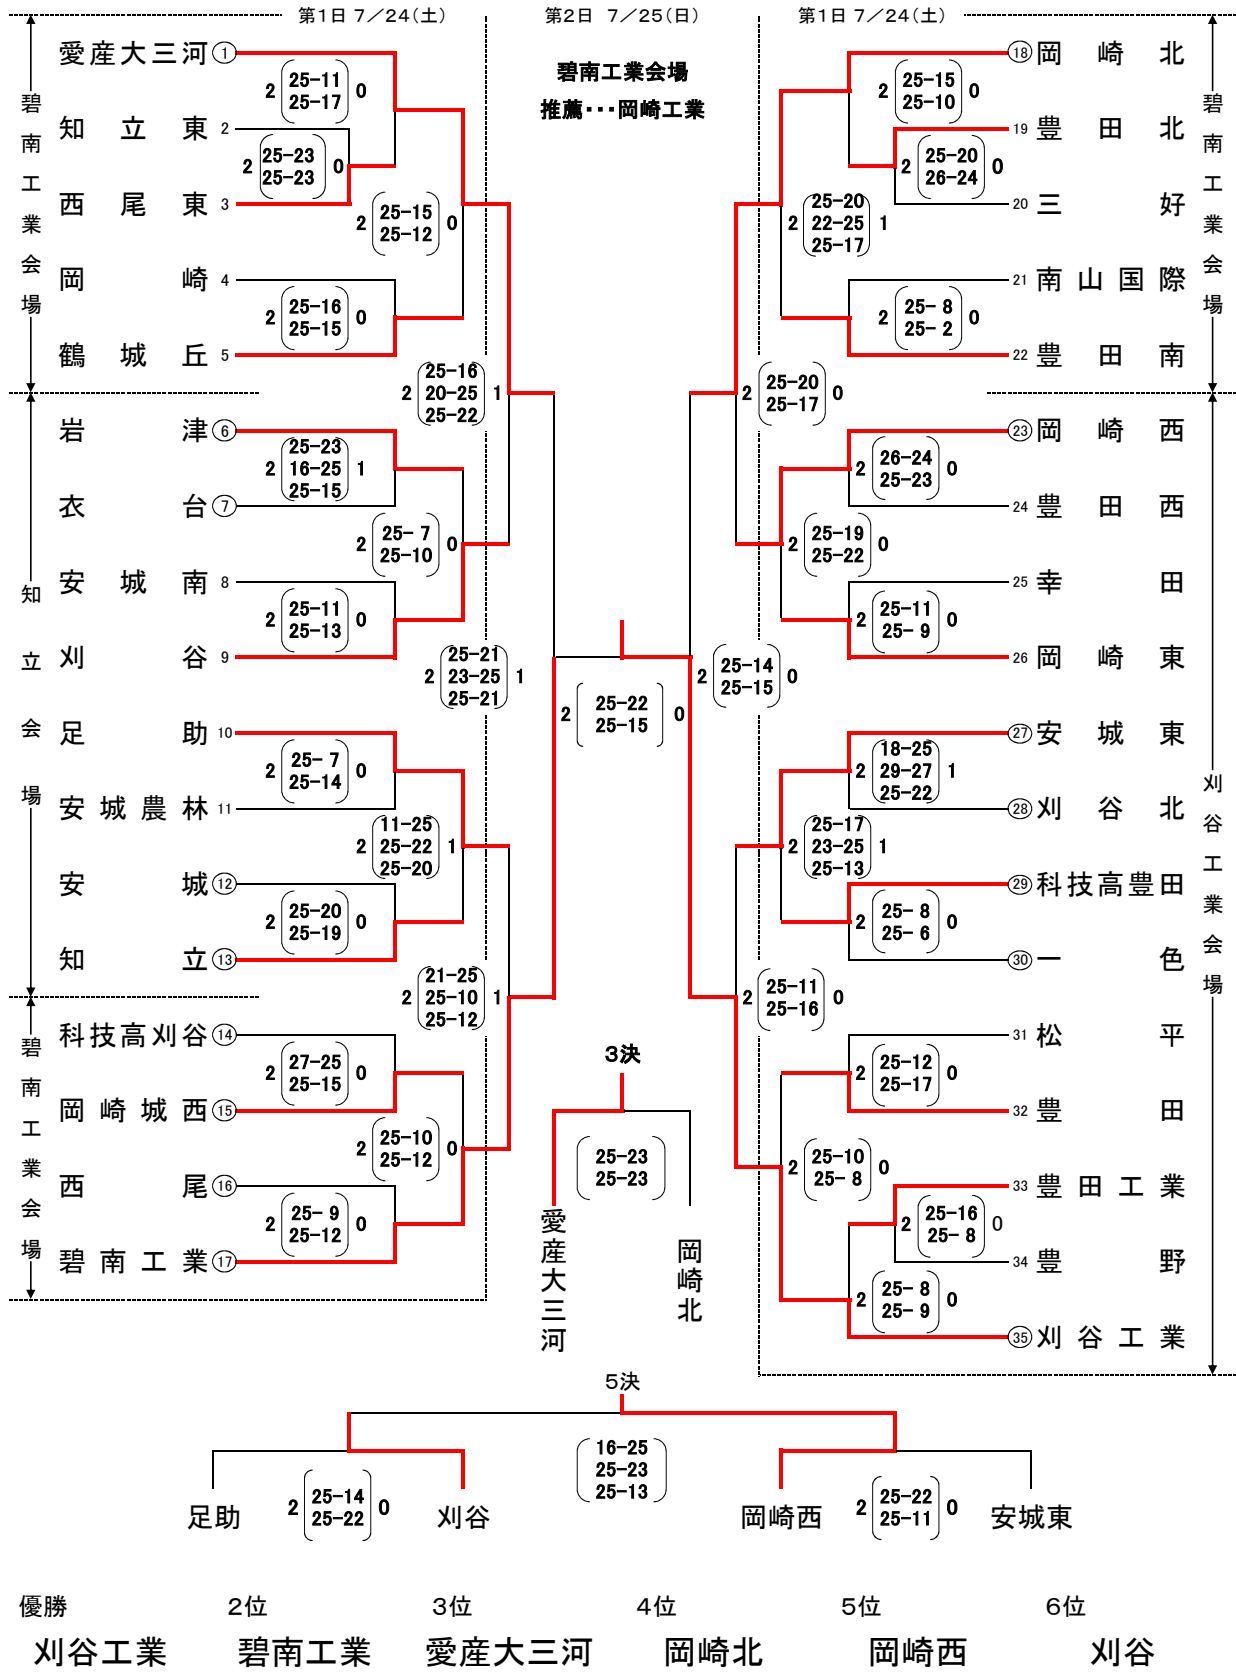 第1日 7／24(土)
第2日 7／25(日)
第1日 7／24(土)
碧南工業会場
推薦･･･岡崎工業
碧南工業会場
愛産大三河 ①
2 25-11 0
25-17
知立東 2
2 25-23 0
25-23
西尾東 3
2 25-15 0
25-12
岡崎 4
2 25-16 0
25-15
鶴城丘 5
2 25-16 1
20-25
25-22
知立会場
岩津 ⑥
2 25-23 1
16-25
25-15
衣台 ⑦
2 25- 7 0
25-10
安城南 8
2 25-11 0
25-13
刈谷 9
2 25-21 1
23-25
25-21
足助 10
2 25- 7 0
25-14
安城農林 11
2 11-25 1
25-22
25-20
安城 ⑫
2 25-20 0
25-19
知立 ⑬
2 21-25 1
25-10
25-12
碧南工業会場
科技高刈谷 ⑭
2 27-25 0
25-15
岡崎城西 ⑮
2 25-10 0
25-12
西尾 ⑯
2 25- 9 0
25-12
碧南工業 ⑰
2 25-22 0
25-15
3決
25-23
25-23
愛産大三河
岡崎北
碧南工業会場
⑱ 岡崎北
2 25-15 0
25-10
19 豊田北
2 25-20 0
26-24
20 三好
2 25-20 1
22-25
25-17
21 南山国際
2 25- 8 0
25- 2
22 豊田南
2 25-20 0
25-17
刈谷工業会場
㉓ 岡崎西
2 26-24 0
25-23
24 豊田西
2 25-19 0
25-22
25 幸田
2 25-11 0
25- 9
26 岡崎東
2 25-14 0
25-15
㉗ 安城東
2 18-25 1
29-27
25-22
㉘ 刈谷北
2 25-17 1
23-25
25-13
㉙ 科技高豊田
2 25- 8 0
25- 6
㉚ 一色
2 25-11 0
25-16
31 松平
2 25-12 0
25-17
32 豊田
2 25-10 0
25- 8
33 豊田工業
2 25-16 0
25- 8
34 豊野
2 25- 8 0
25- 9
㉟ 刈谷工業
5決
16-25
25-23
25-13
足助
2 25-14 0
25-22
刈谷
岡崎西
2 25-22 0
25-11
安城東
優勝 2位 3位 4位 5位 6位
刈谷工業 碧南工業 愛産大三河 岡崎北 岡崎西 刈谷